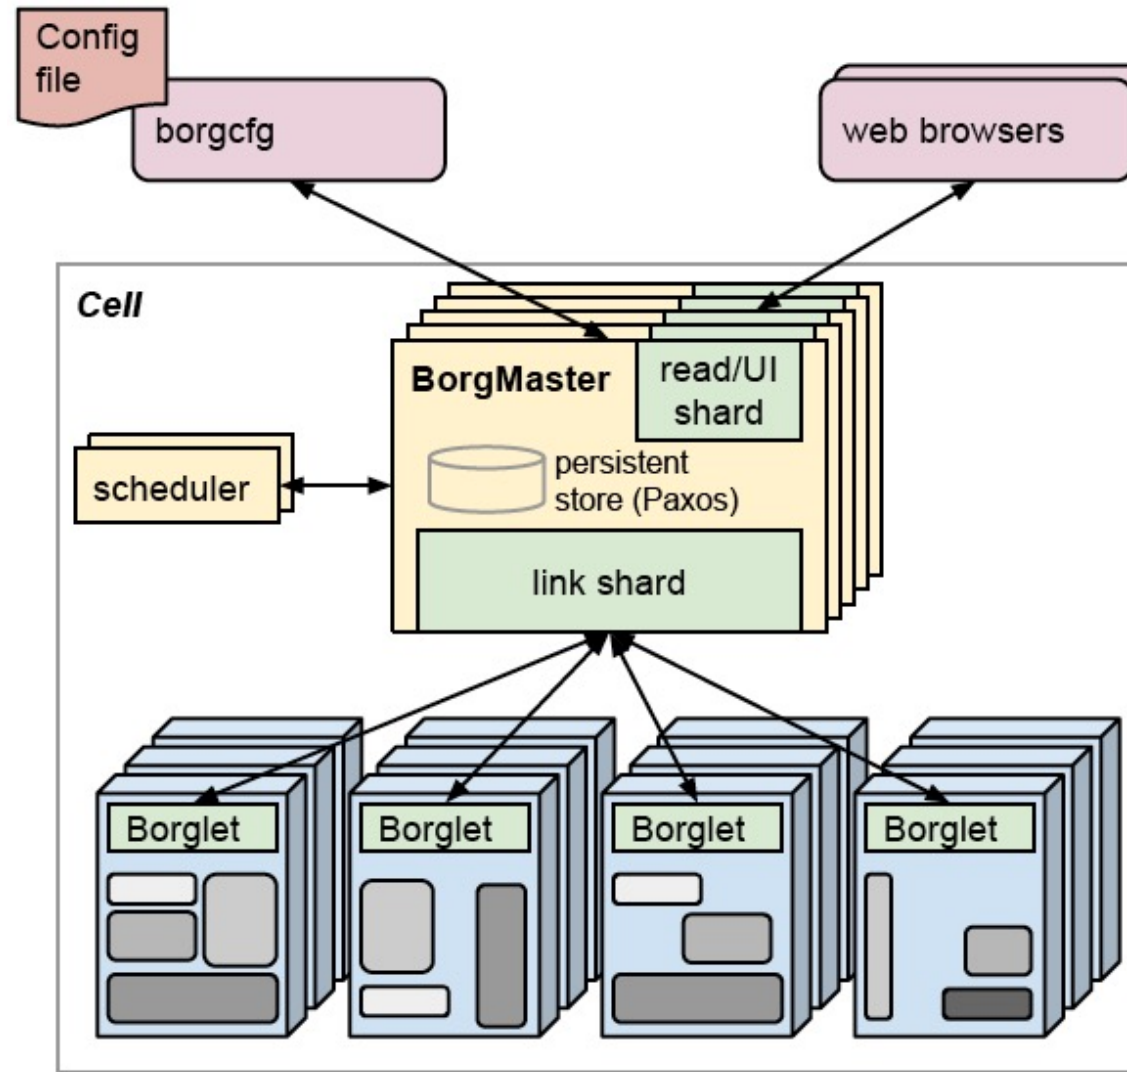 Config
file
borgcfg
web browsers
Cell
BorgMaster
read/UI
shard
scheduler
persistent
store (Paxos)
link shard
Borglet
Borglet
Borglet
Borglet